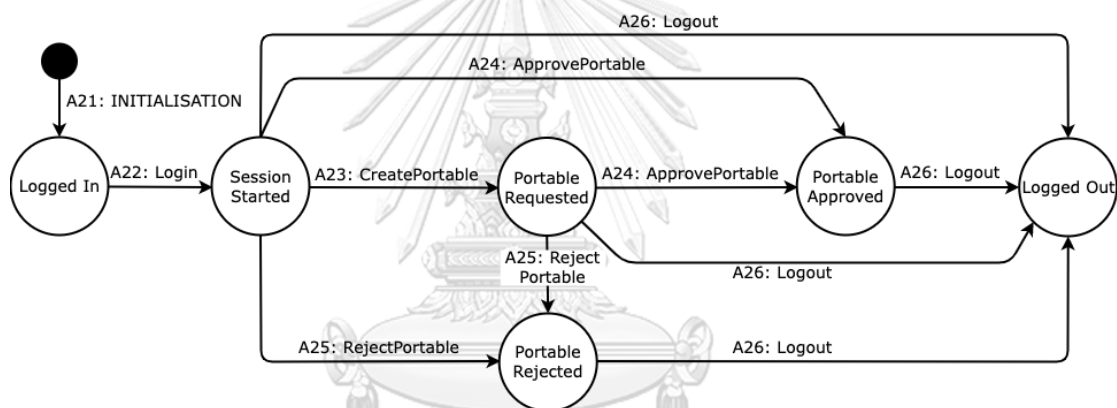 A26: Logout
A24: ApprovePortable
A21: INITIALISATION
Logged In
A22: Login
Session
Started
A23: CreatePortable
Portable
Requested
A24: ApprovePortable
Portable
Approved
A26: Logout
Logged Out
A25: Reject
Portable
A26: Logout
A25: RejectPortable
Portable
Rejected
A26: Logout